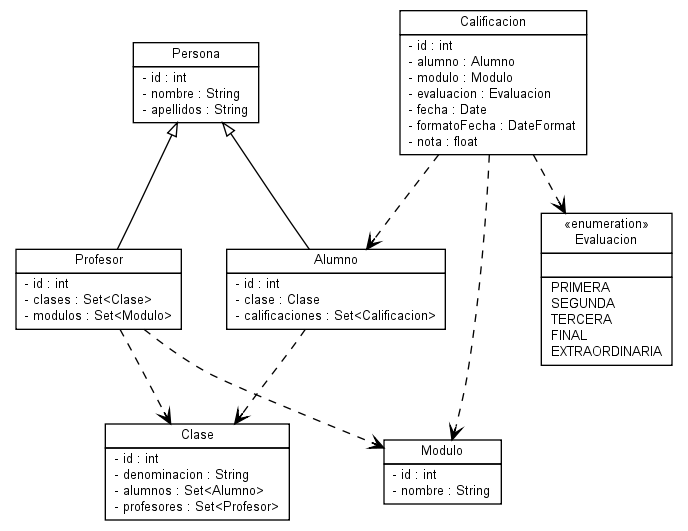 Persona
- id : int
- nombre : String
- apellidos : String
Calificacion
- id : int
- alumno : Alumno
- modulo : Modulo
- evaluacion : Evaluacion
- fecha : Date
- formatoFecha : DateFormat
- nota : float
Profesor
- id : int
- clases : Set<Clase>
- modulos : Set<Modulo>
Alumno
- id : int
- clase : Clase
- calificaciones : Set<Calificacion>
«enumeration»
Evaluacion
PRIMERA
SEGUNDA
TERCERA
FINAL
EXTRAORDINARIA
Clase
- id : int
- denominacion : String
- alumnos : Set<Alumno>
- profesores : Set<Profesor>
Modulo
- id : int
- nombre : String